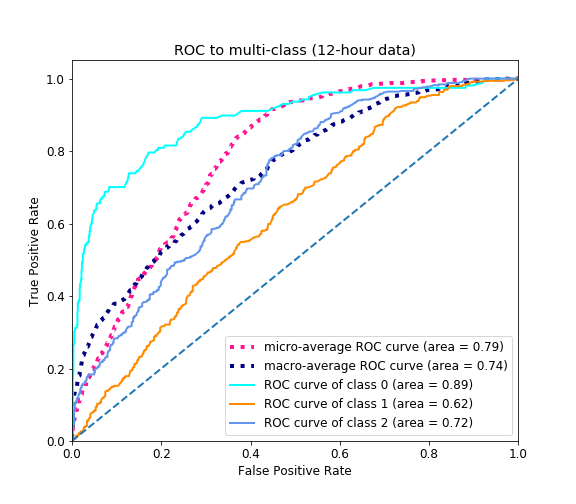 ROC to multi-class (12-hour data)
1.0
0.8
0.6
0.4
0.2
0.0
True Positive Rate
micro-average ROC curve (area = 0.79)
macro-average ROC curve (area = 0.74)
ROC curve of class 0 (area = 0.89)
ROC curve of class 1 (area = 0.62)
ROC curve of class 2 (area = 0.72)
0.0 0.2 0.4 0.6 0.8 1.0
False Positive Rate